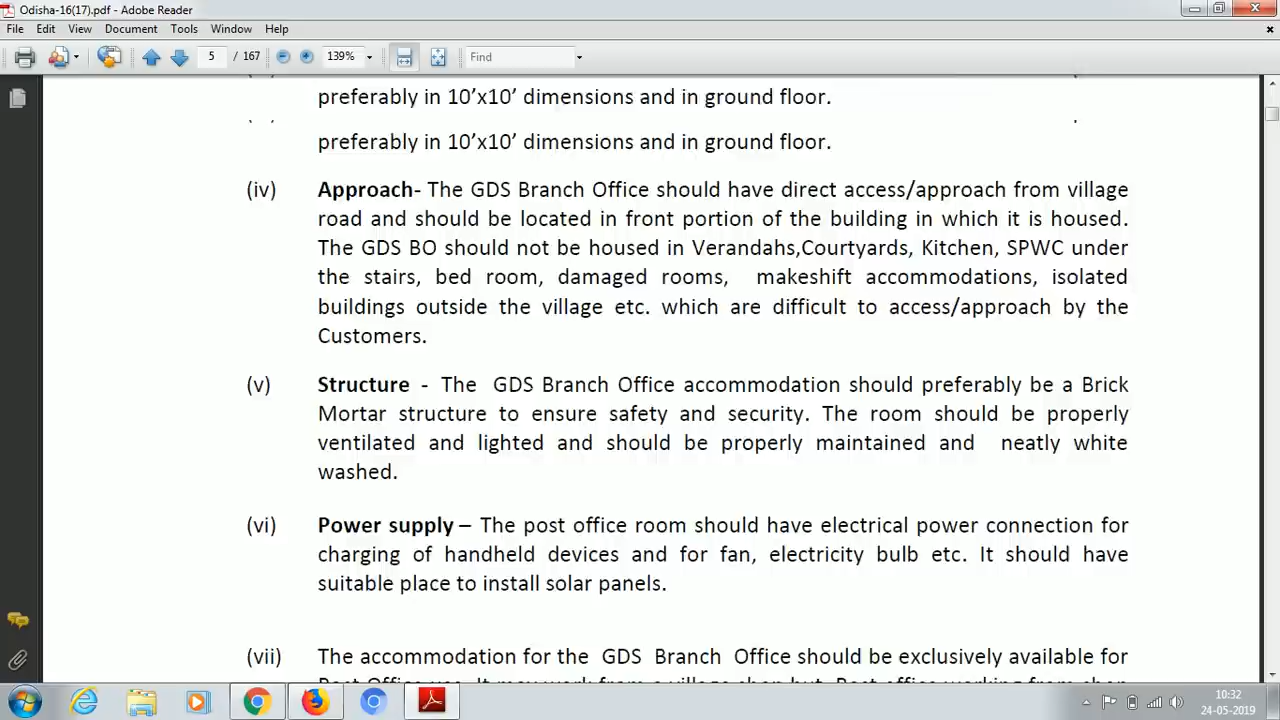 Odisha-16(17).pdf - Adobe Reader
File Edit View Document Tools Window Help
5 / 167 139% Find
preferably in 10’x10’ dimensions and in ground floor.
preferably in 10’x10’ dimensions and in ground floor.
(iv) Approach- The GDS Branch Office should have direct access/approach from village
road and should be located in front portion of the building in which it is housed.
The GDS BO should not be housed in Verandahs,Courtyards, Kitchen, SPWC under
the stairs, bed room, damaged rooms, makeshift accommodations, isolated
buildings outside the village etc. which are difficult to access/approach by the
Customers.
(v) Structure - The GDS Branch Office accommodation should preferably be a Brick
Mortar structure to ensure safety and security. The room should be properly
ventilated and lighted and should be properly maintained and neatly white
washed.
(vi) Power supply – The post office room should have electrical power connection for
charging of handheld devices and for fan, electricity bulb etc. It should have
suitable place to install solar panels.
(vii) The accommodation for the GDS Branch Office should be exclusively available for
10:32
24-05-2019